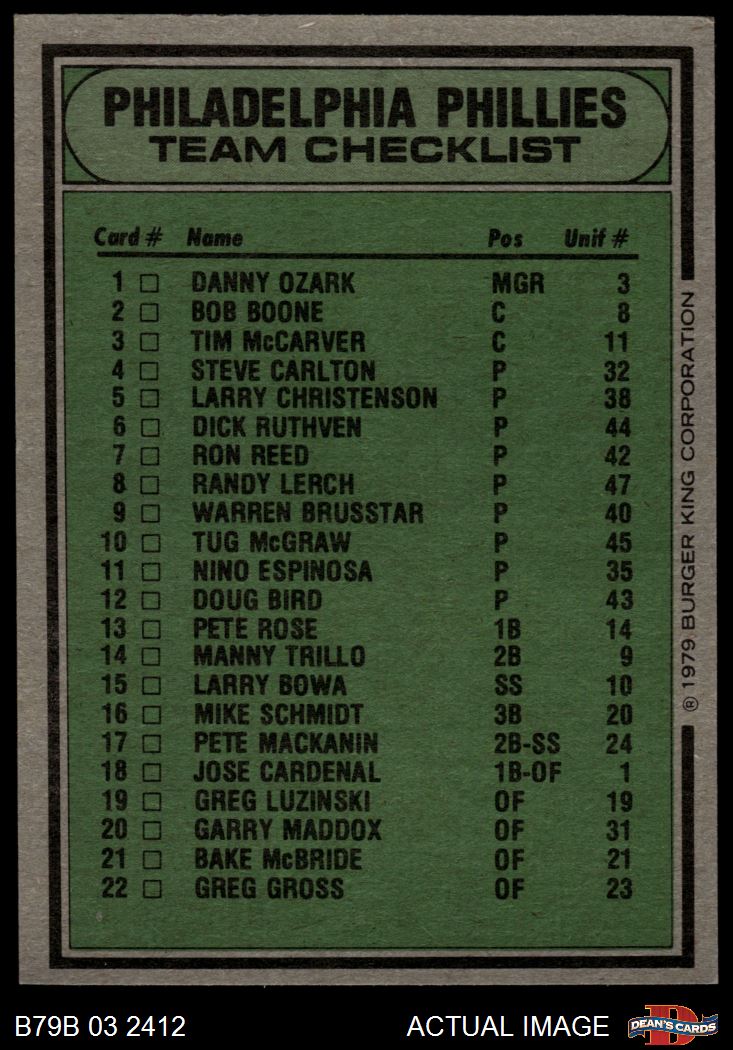 PHILADELPHIA PHILLIES
TEAM CHECKLIST
Card # Name Pos Unif #
1 □ DANNY OZARK MGR 3
2 □ BOB BOONE C 8
3 □ TIM McCARVER C 11
4 □ STEVE CARLTON P 32
5 □ LARRY CHRISTENSON P 38
6 □ DICK RUTHVEN P 44
7 □ RON REED P 42
8 □ RANDY LERCH P 47
9 □ WARREN BRUSSTAR P 40
10 □ TUG McGRAW P 45
11 □ NINO ESPINOSA P 35
12 □ DOUG BIRD P 43
13 □ PETE ROSE 1B 14
14 □ MANNY TRILLO 2B 9
15 □ LARRY BOWA SS 10
16 □ MIKE SCHMIDT 3B 20
17 □ PETE MACKANIN 2B-SS 24
18 □ JOSE CARDENAL 1B-OF 1
19 □ GREG LUZINSKI OF 19
20 □ GARRY MADDOX OF 31
21 □ BAKE McBRIDE OF 21
22 □ GREG GROSS OF 23
® 1979 BURGER KING CORPORATION
B79B 03 2412
ACTUAL IMAGE
D
DEAN'S CARDS